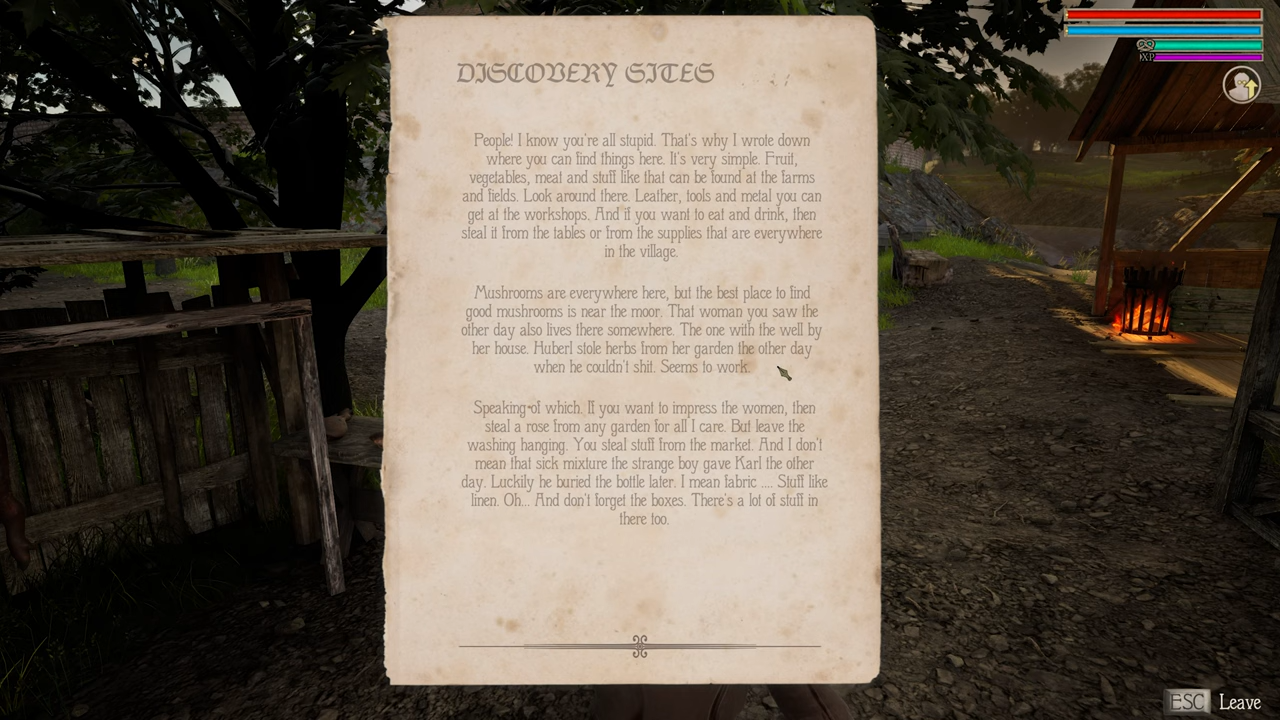 DISCOVERY SITES
People! I know you're all stupid. That's why I wrote down
where you can find things here. It's very simple. Fruit,
vegetables, meat and stuff like that can be found at the farms
and fields. Look around there. Leather, tools and metal you can
get at the workshops. And if you want to eat and drink, then
steal it from the tables or from the supplies that are everywhere
in the village.
Mushrooms are everywhere here, but the best place to find
good mushrooms is near the moor. That woman you saw the
other day also lives there somewhere. The one with the well by
her house. Huberl stole herbs from her garden the other day
when he couldn't shit. Seems to work.
Speaking of which. If you want to impress the women, then
steal a rose from any garden for all I care. But leave the
washing hanging. You steal stuff from the market. And I don't
mean that sick mixture the strange boy gave Karl the other
day. Luckily he buried the bottle later. I mean fabric .... Stuff like
linen. Oh... And don't forget the boxes. There's a lot of stuff in
there too.
XP
ESC Leave